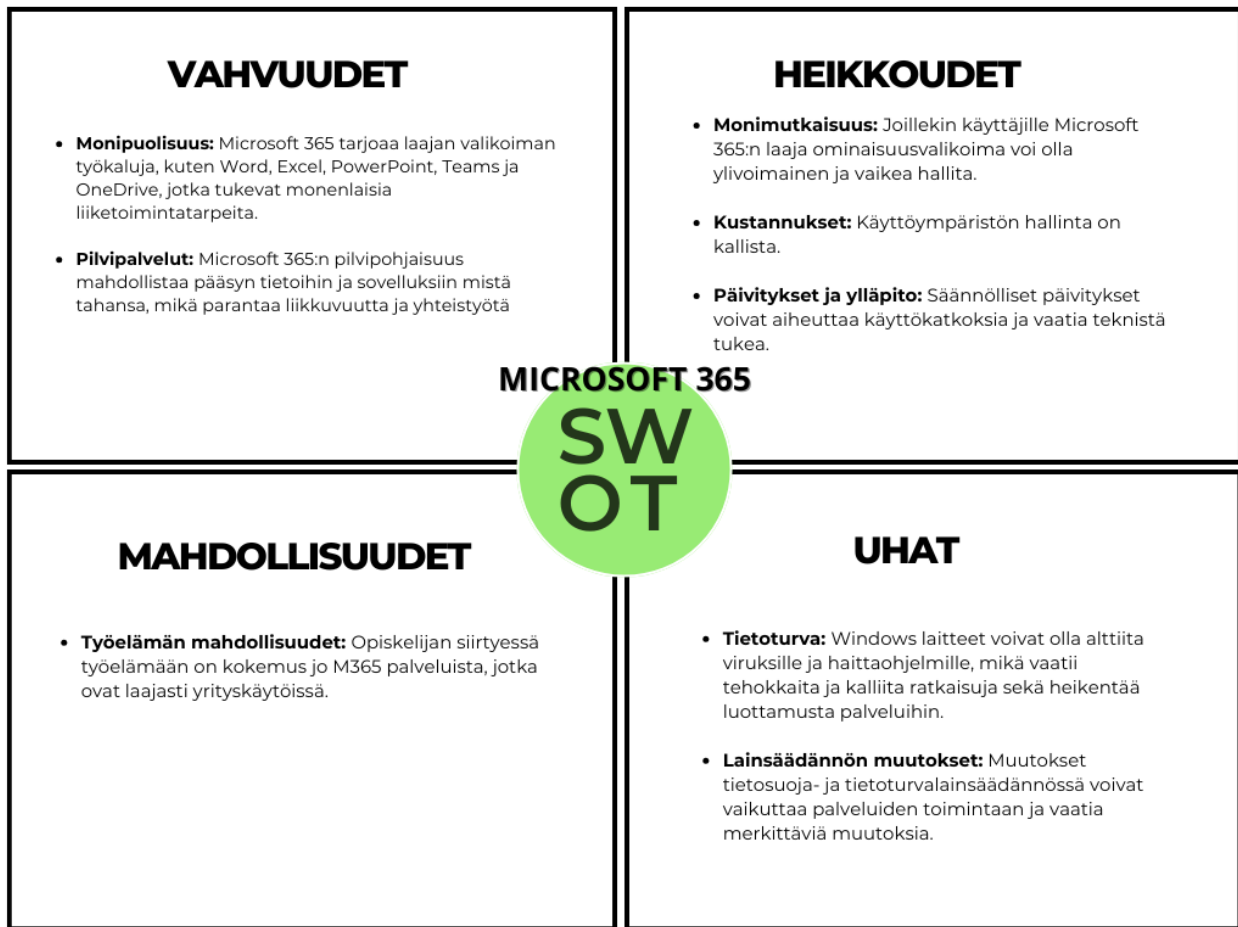 VAHVUUDET
• Monipuolisuus: Microsoft 365 tarjoaa laajan valikoiman
työkaluja, kuten Word, Excel, PowerPoint, Teams ja
OneDrive, jotka tukevat monenlaisia
liiketoimintatarpeita.
• Pilvipalvelut: Microsoft 365:n pilvipohjaisuus
mahdollistaa pääsyn tietoihin ja sovelluksiin mistä
tahansa, mikä parantaa liikkuvuutta ja yhteistyötä
HEIKKOUDET
• Monimutkaisuus: Joillekin käyttäjille Microsoft
365:n laaja ominaisuusvalikoima voi olla
ylivoimainen ja vaikea hallita.
• Kustannukset: Käyttöympäristön hallinta on
kallista.
• Päivitykset ja ylläpito: Säännölliset päivitykset
voivat aiheuttaa käyttökatkoksia ja vaatia teknistä
tukea.
MICROSOFT 365
SW
OT
MAHDOLLISUUDET
• Työelämän mahdollisuudet: Opiskelijan siirtyessä
työelämään on kokemus jo M365 palveluista, jotka
ovat laajasti yrityskäytöissä.
UHAT
• Tietoturva: Windows laitteet voivat olla alttiita
viruksille ja haittaohjelmille, mikä vaatii
tehokkaita ja kalliita ratkaisuja sekä heikentää
luottamusta palveluihin.
• Lainsäädännön muutokset: Muutokset
tietosuoja- ja tietoturvalainsäädännössä voivat
vaikuttaa palveluiden toimintaan ja vaatia
merkittäviä muutoksia.